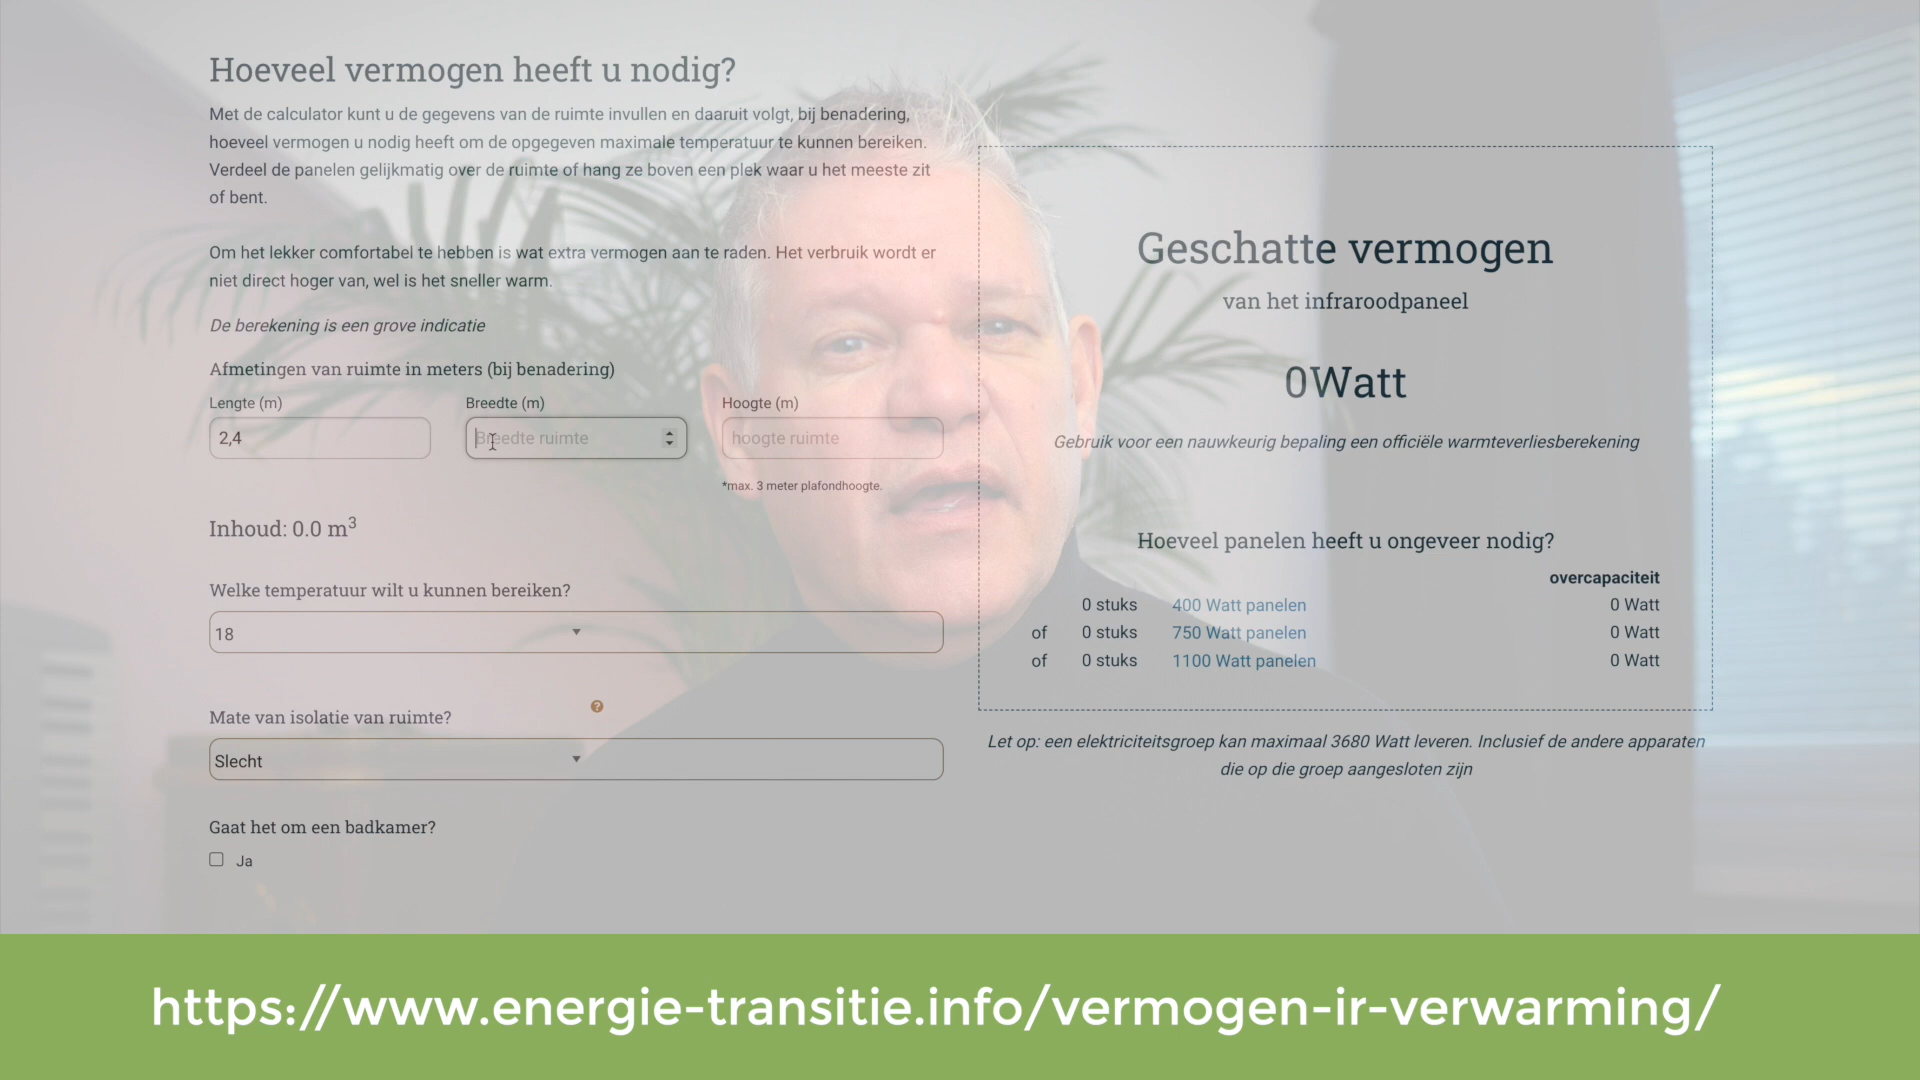 Hoeveel vermogen heeft u nodig?
Met de calculator kunt u de gegevens van de ruimte invullen en daaruit volgt, bij benadering,
hoeveel vermogen u nodig heeft om de opgegeven maximale temperatuur te kunnen bereiken.
Verdeel de panelen gelijkmatig over de ruimte of hang ze boven een plek waar u het meeste zit
of bent.
Om het lekker comfortabel te hebben is wat extra vermogen aan te raden. Het verbruik wordt er
niet direct hoger van, wel is het sneller warm.
De berekening is een grove indicatie
Afmetingen van ruimte in meters (bij benadering)
Lengte (m) Breedte (m) Hoogte (m)
2,4 Breedte ruimte hoogte ruimte
*max. 3 meter plafondhoogte.
Inhoud: 0.0 m³
Welke temperatuur wilt u kunnen bereiken?
18
Mate van isolatie van ruimte? ?
Slecht
Gaat het om een badkamer?
Ja
Geschatte vermogen
van het infraroodpaneel
0Watt
Gebruik voor een nauwkeurig bepaling een officiële warmteverliesberekening
Hoeveel panelen heeft u ongeveer nodig?
overcapaciteit
0 stuks 400 Watt panelen 0 Watt
of 0 stuks 750 Watt panelen 0 Watt
of 0 stuks 1100 Watt panelen 0 Watt
Let op: een elektriciteitsgroep kan maximaal 3680 Watt leveren. Inclusief de andere apparaten
die op die groep aangesloten zijn
https://www.energie-transitie.info/vermogen-ir-verwarming/